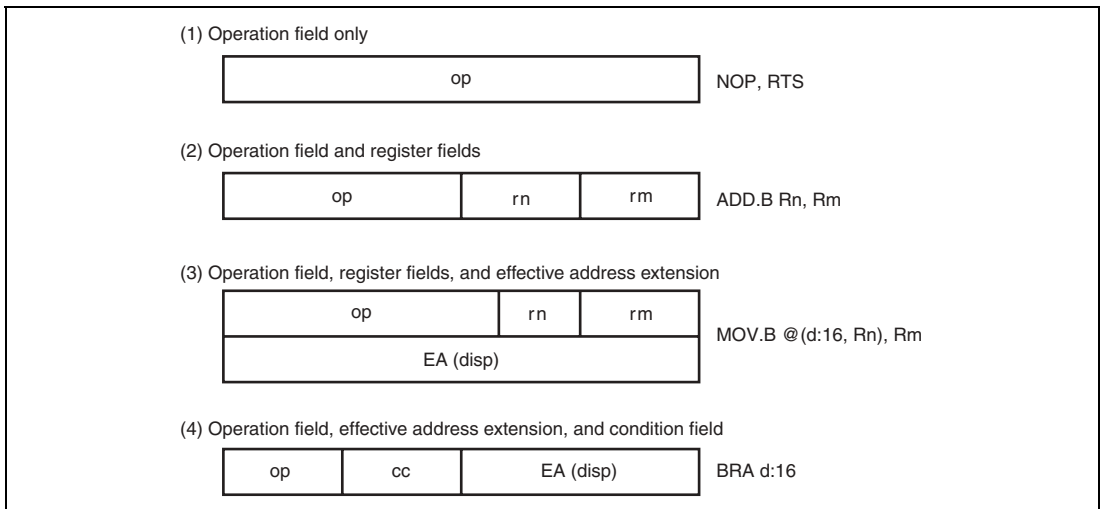 (1) Operation field only
op
NOP, RTS
(2) Operation field and register fields
op rn rm
ADD.B Rn, Rm
(3) Operation field, register fields, and effective address extension
op rn rm
EA (disp)
MOV.B @(d:16, Rn), Rm
(4) Operation field, effective address extension, and condition field
op cc EA (disp)
BRA d:16